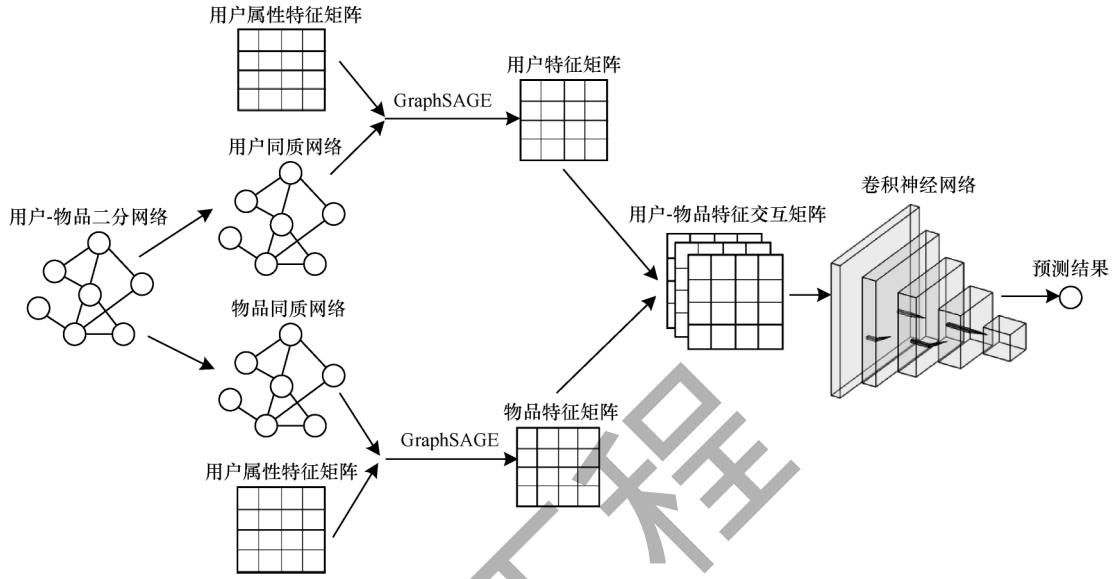 用户属性特征矩阵
GraphSAGE
用户特征矩阵
用户同质网络
卷积神经网络
用户-物品二分网络
用户-物品特征交互矩阵
预测结果
物品同质网络
物品特征矩阵
GraphSAGE
用户属性特征矩阵
工程